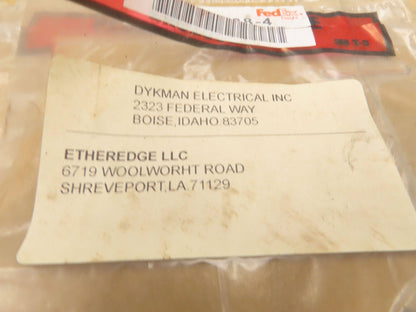 FedEx
DYKMAN ELECTRICAL INC
2323 FEDERAL WAY
BOISE,IDAHO 83705
ETHEREDGE LLC
6719 WOOLWORHT ROAD
SHREVEPORT,LA.71129